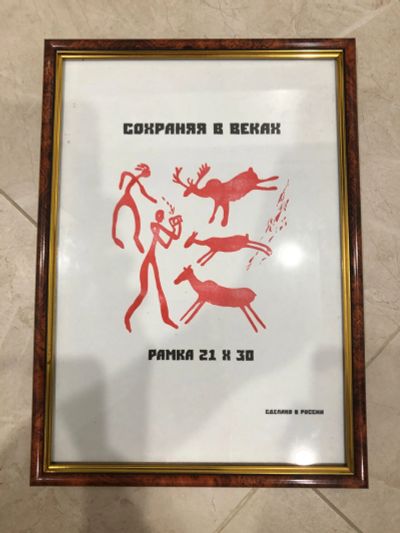 СОХРАНЯЯ В ВЕКАХ
РАМКА 21 Х 30
СДЕЛАНО В РОССИИ